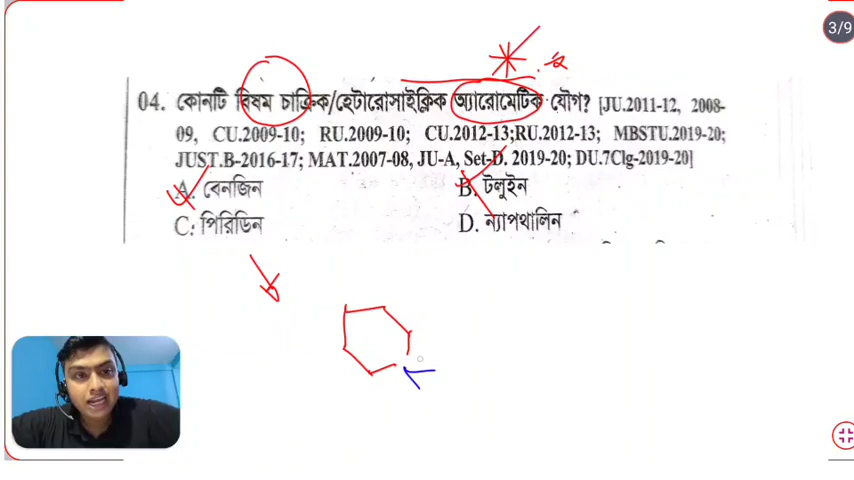 3/9
04. কোনটি বিষম চাক্রিক/হেটারোসাইক্লিক অ্যারোমেটিক যৌগ? [JU.2011-12, 2008-
09, CU.2009-10; RU.2009-10; CU.2012-13;RU.2012-13; MBSTU.2019-20;
JUST.B-2016-17; MAT.2007-08, JU-A, Set-D. 2019-20; DU.7Clg-2019-20]
A. বেনজিন B. টলুইন
C. পিরিডিন D. ন্যাপথালিন